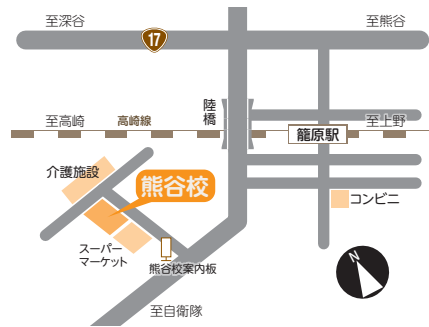 至深谷
17
至熊谷
陸橋
至高崎
高崎線
籠原駅
至上野
介護施設
熊谷校
コンビニ
スーパー
マーケット
熊谷校案内板
N
至自衛隊